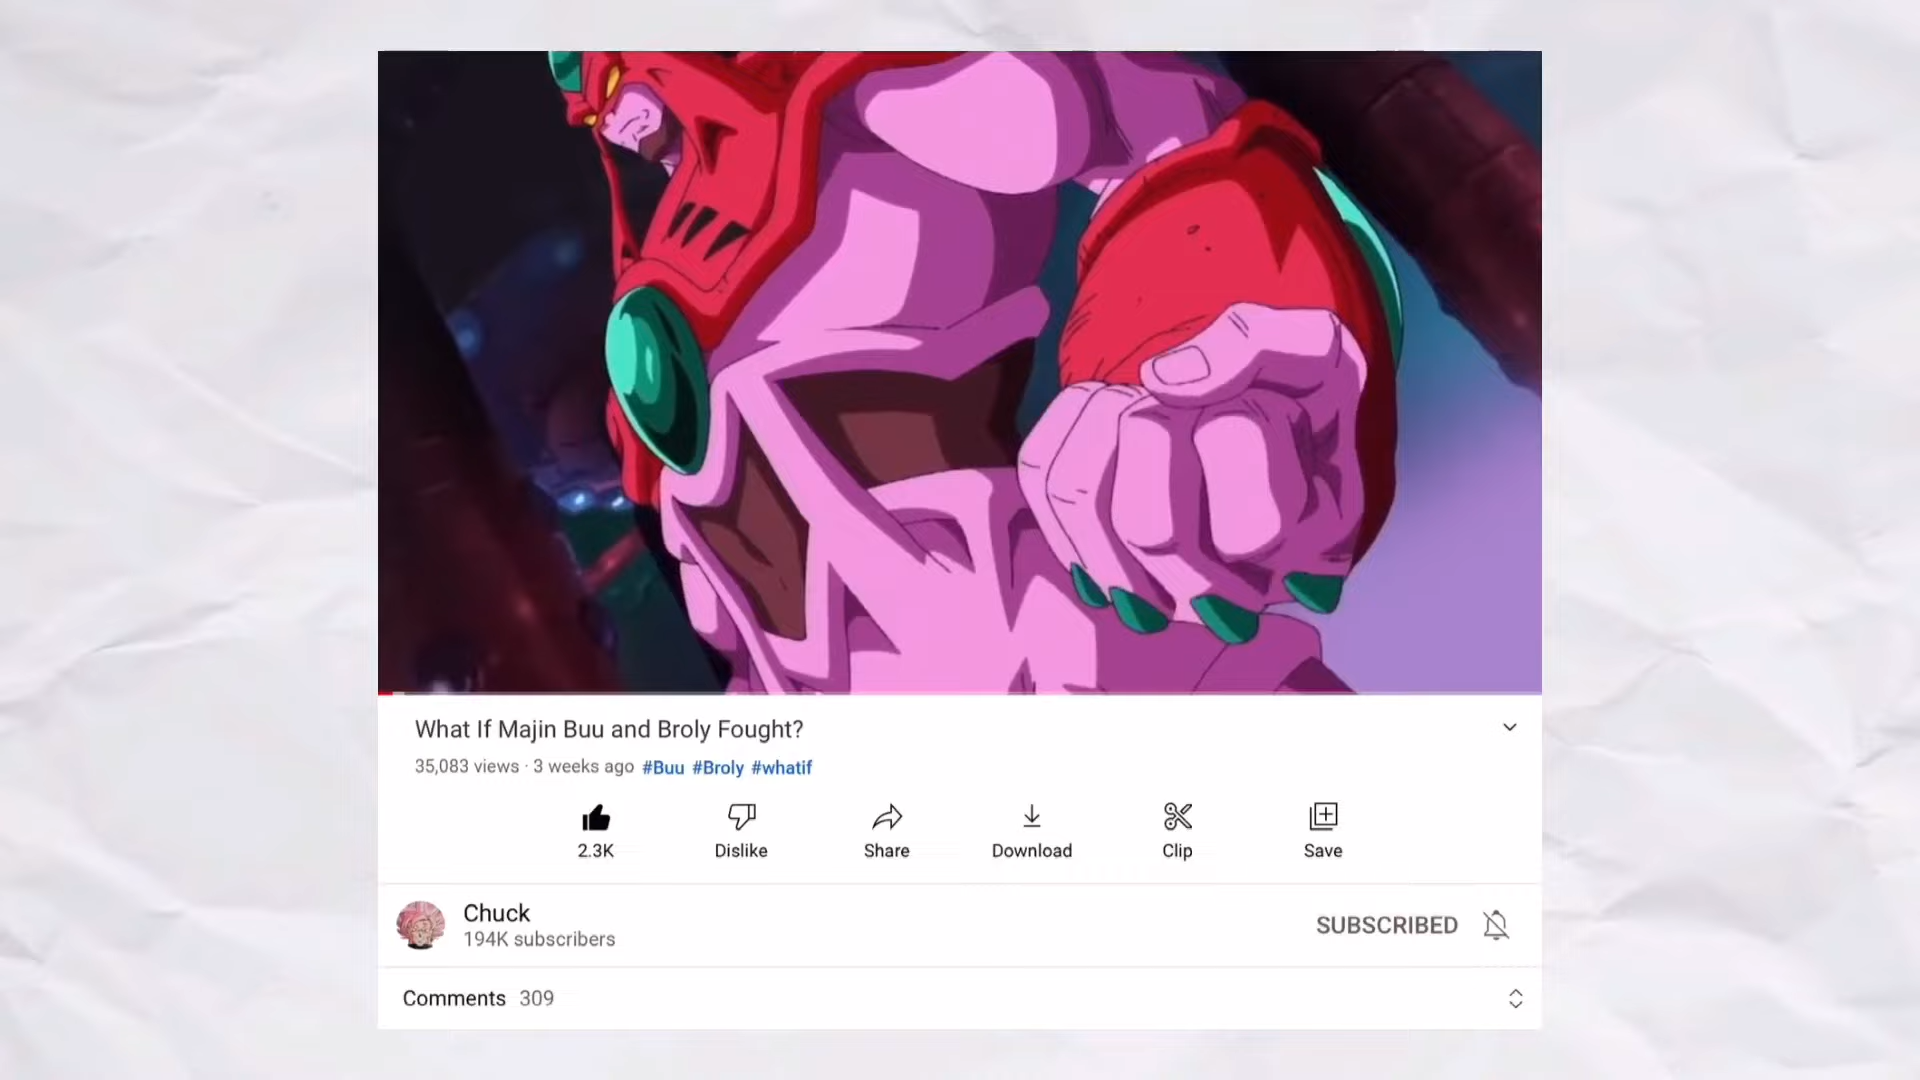 What If Majin Buu and Broly Fought?
35,083 views · 3 weeks ago #Buu #Broly #whatif
2.3K Dislike Share Download Clip Save
Chuck
194K subscribers
SUBSCRIBED
Comments 309